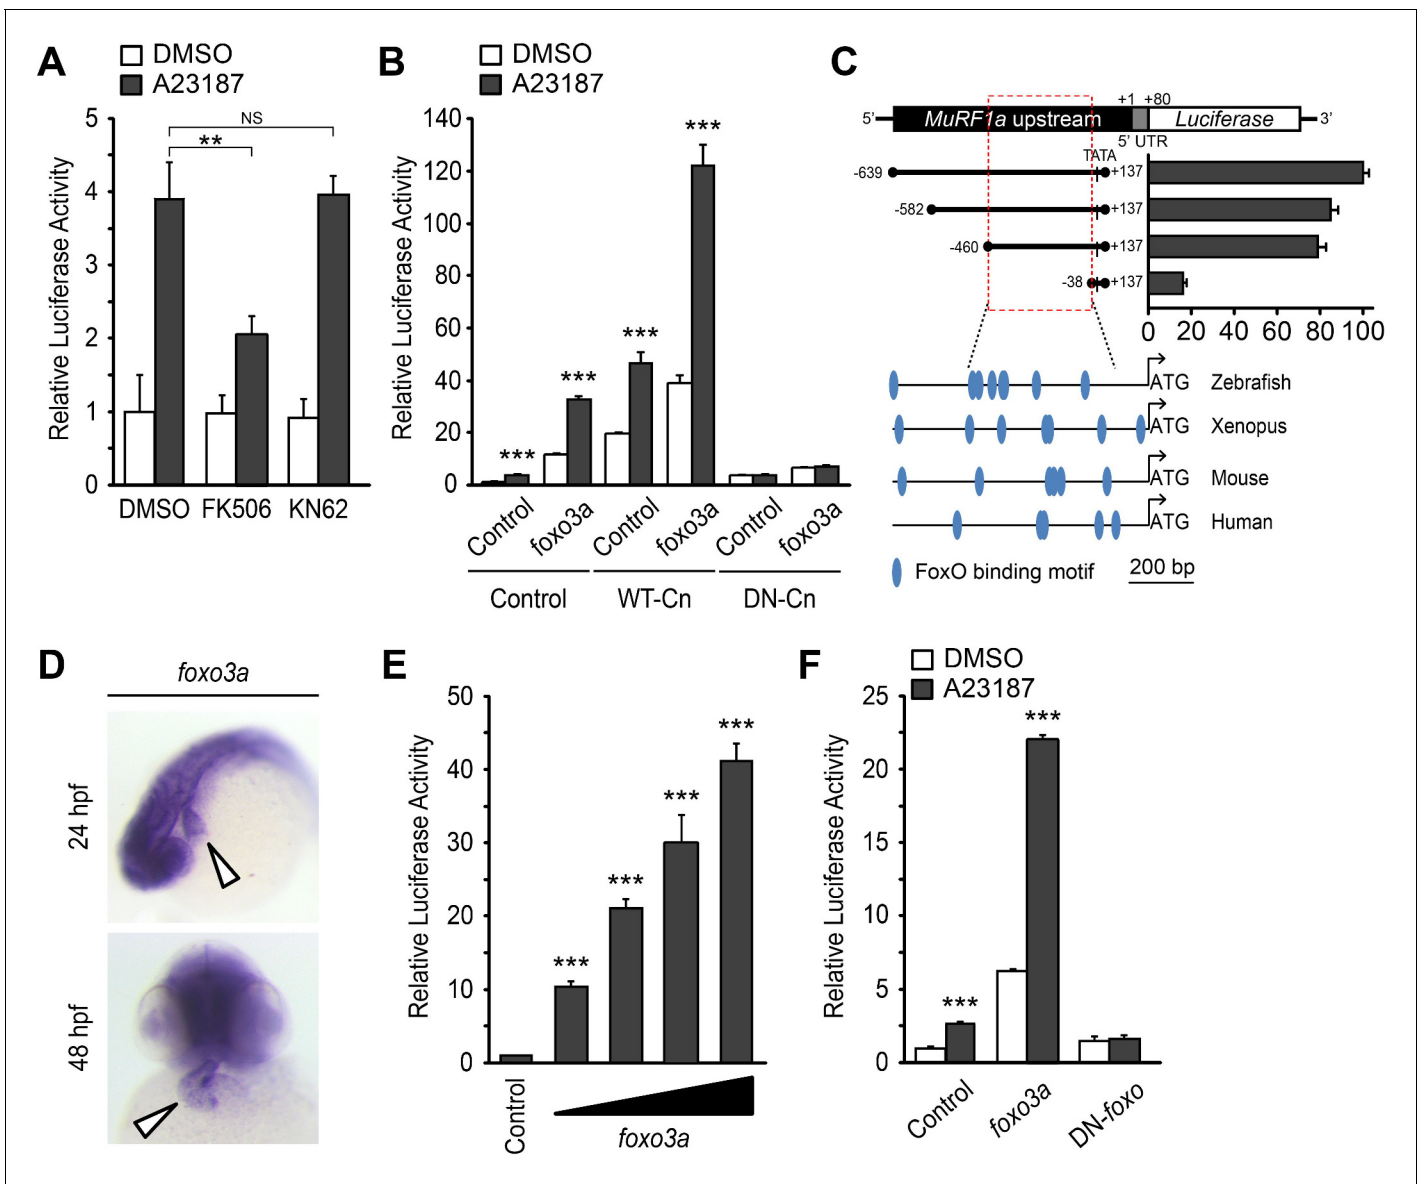 A
DMSO
A23187
Relative Luciferase Activity
5
4
3
2
1
0
NS
**
DMSO FK506 KN62
B
DMSO
A23187
Relative Luciferase Activity
140
120
100
80
60
40
20
0
***
***
***
***
Control foxo3a Control foxo3a Control foxo3a
Control WT-Cn DN-Cn
C
+1 +80
5' MuRF1a upstream Luciferase 3'
5' UTR
TATA
-639 +137
-582 +137
-460 +137
-38 +137
0 20 40 60 80 100
ATG Zebrafish
ATG Xenopus
ATG Mouse
ATG Human
FoxO binding motif 200 bp
D
foxo3a
24 hpf
48 hpf
E
Relative Luciferase Activity
50
40
30
20
10
0
***
***
***
***
Control
foxo3a
F
DMSO
A23187
Relative Luciferase Activity
25
20
15
10
5
0
***
***
Control foxo3a DN-foxo